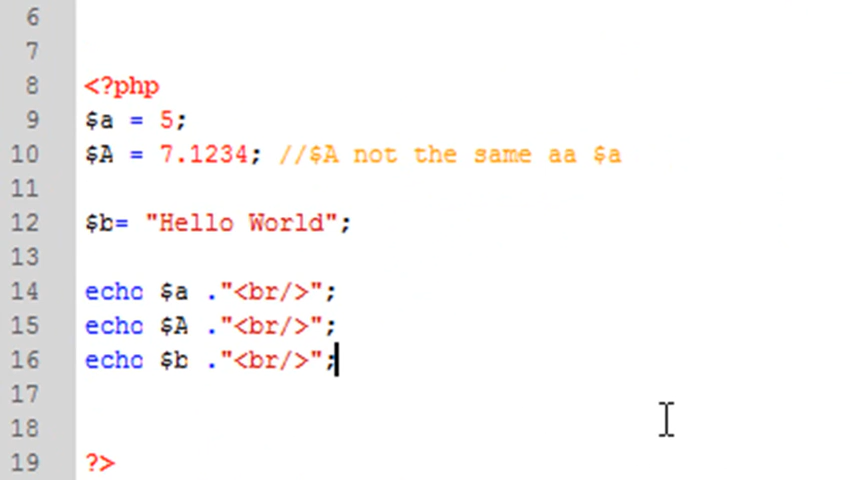 6
7
8 <?php
9 $a = 5;
10 $A = 7.1234; //$A not the same aa $a
11
12 $b= "Hello World";
13
14 echo $a ."<br/>";
15 echo $A ."<br/>";
16 echo $b ."<br/>";
17
18
19 ?>